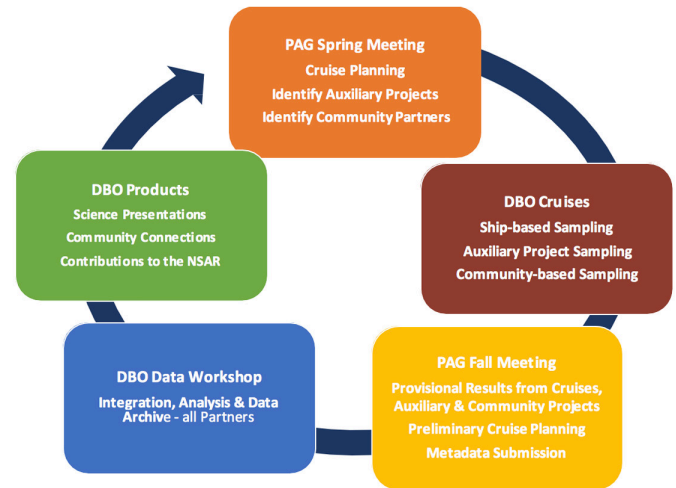 PAG Spring Meeting
Cruise Planning
Identify Auxiliary Projects
Identify Community Partners
DBO Cruises
Ship-based Sampling
Auxiliary Project Sampling
Community-based Sampling
PAG Fall Meeting
Provisional Results from Cruises,
Auxiliary & Community Projects
Preliminary Cruise Planning
Metadata Submission
DBO Data Workshop
Integration, Analysis & Data
Archive - all Partners
DBO Products
Science Presentations
Community Connections
Contributions to the NSAR